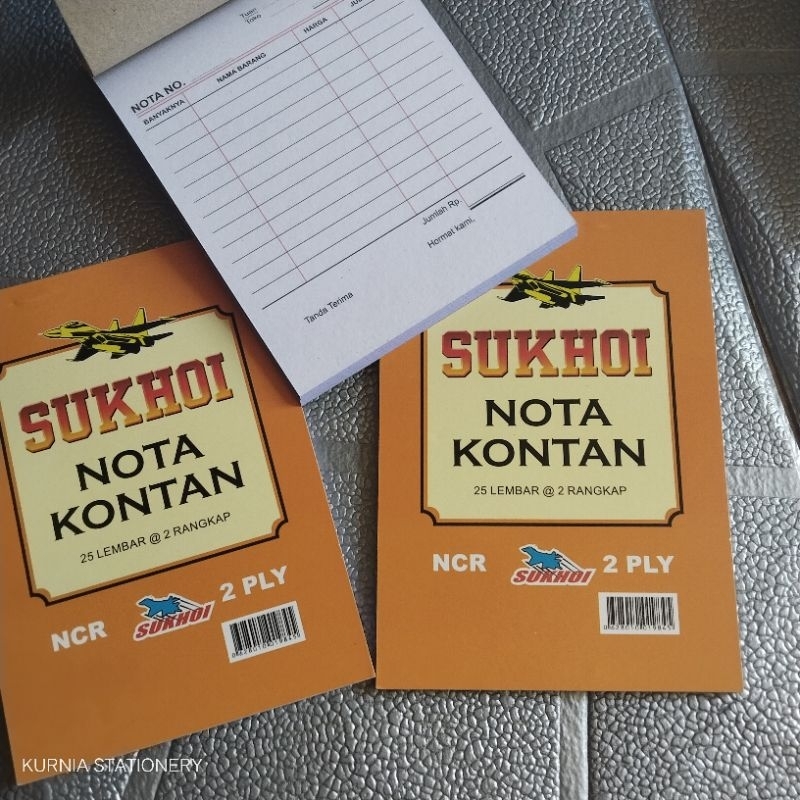 Tuan
Toko
NOTA NO.
BANYAKNYA NAMA BARANG HARGA
Jumlah Rp.
Tanda Terima Hormat kami,
SUKHOI
NOTA
KONTAN
25 LEMBAR @ 2 RANGKAP
NCR SUKHOI 2 PLY
SUKHOI
NOTA
KONTAN
25 LEMBAR @ 2 RANGKAP
NCR SUKHOI 2 PLY
KURNIA STATIONERY